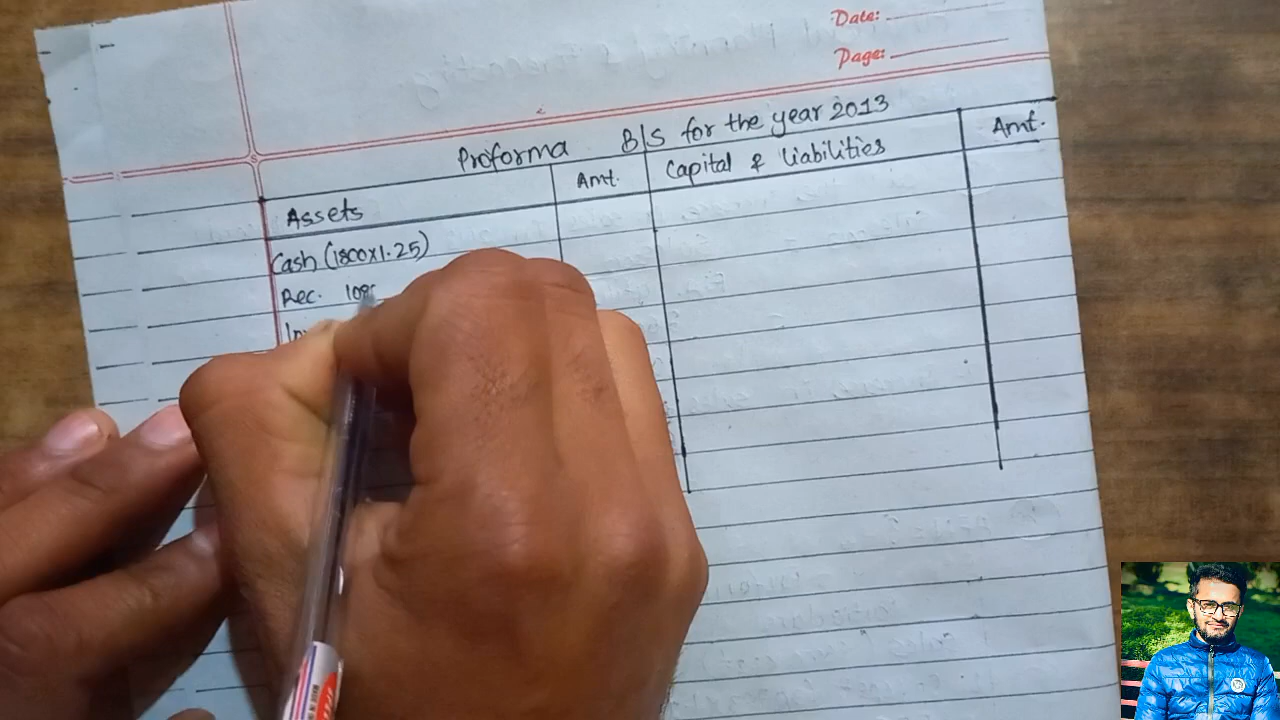 Date:
Page:
Proforma B/S for the year 2013
Assets Amt. Capital & Liabilities Amt.
Cash (1800x1.25)
Rec.